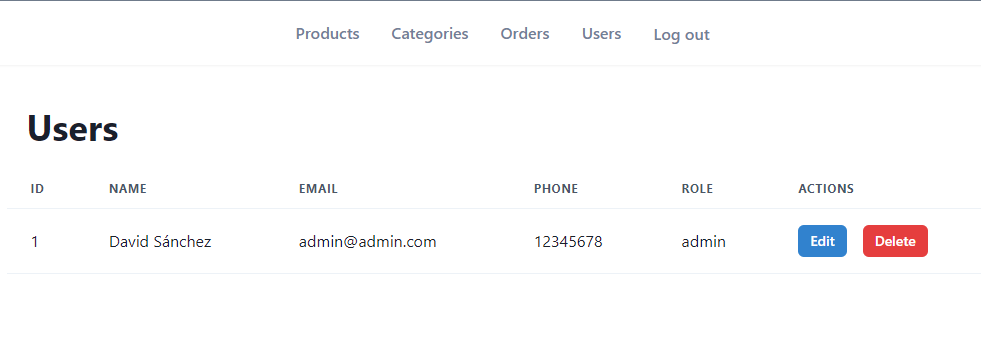 Products Categories Orders Users Log out
Users
ID NAME EMAIL PHONE ROLE ACTIONS
1 David Sánchez admin@admin.com 12345678 admin Edit Delete